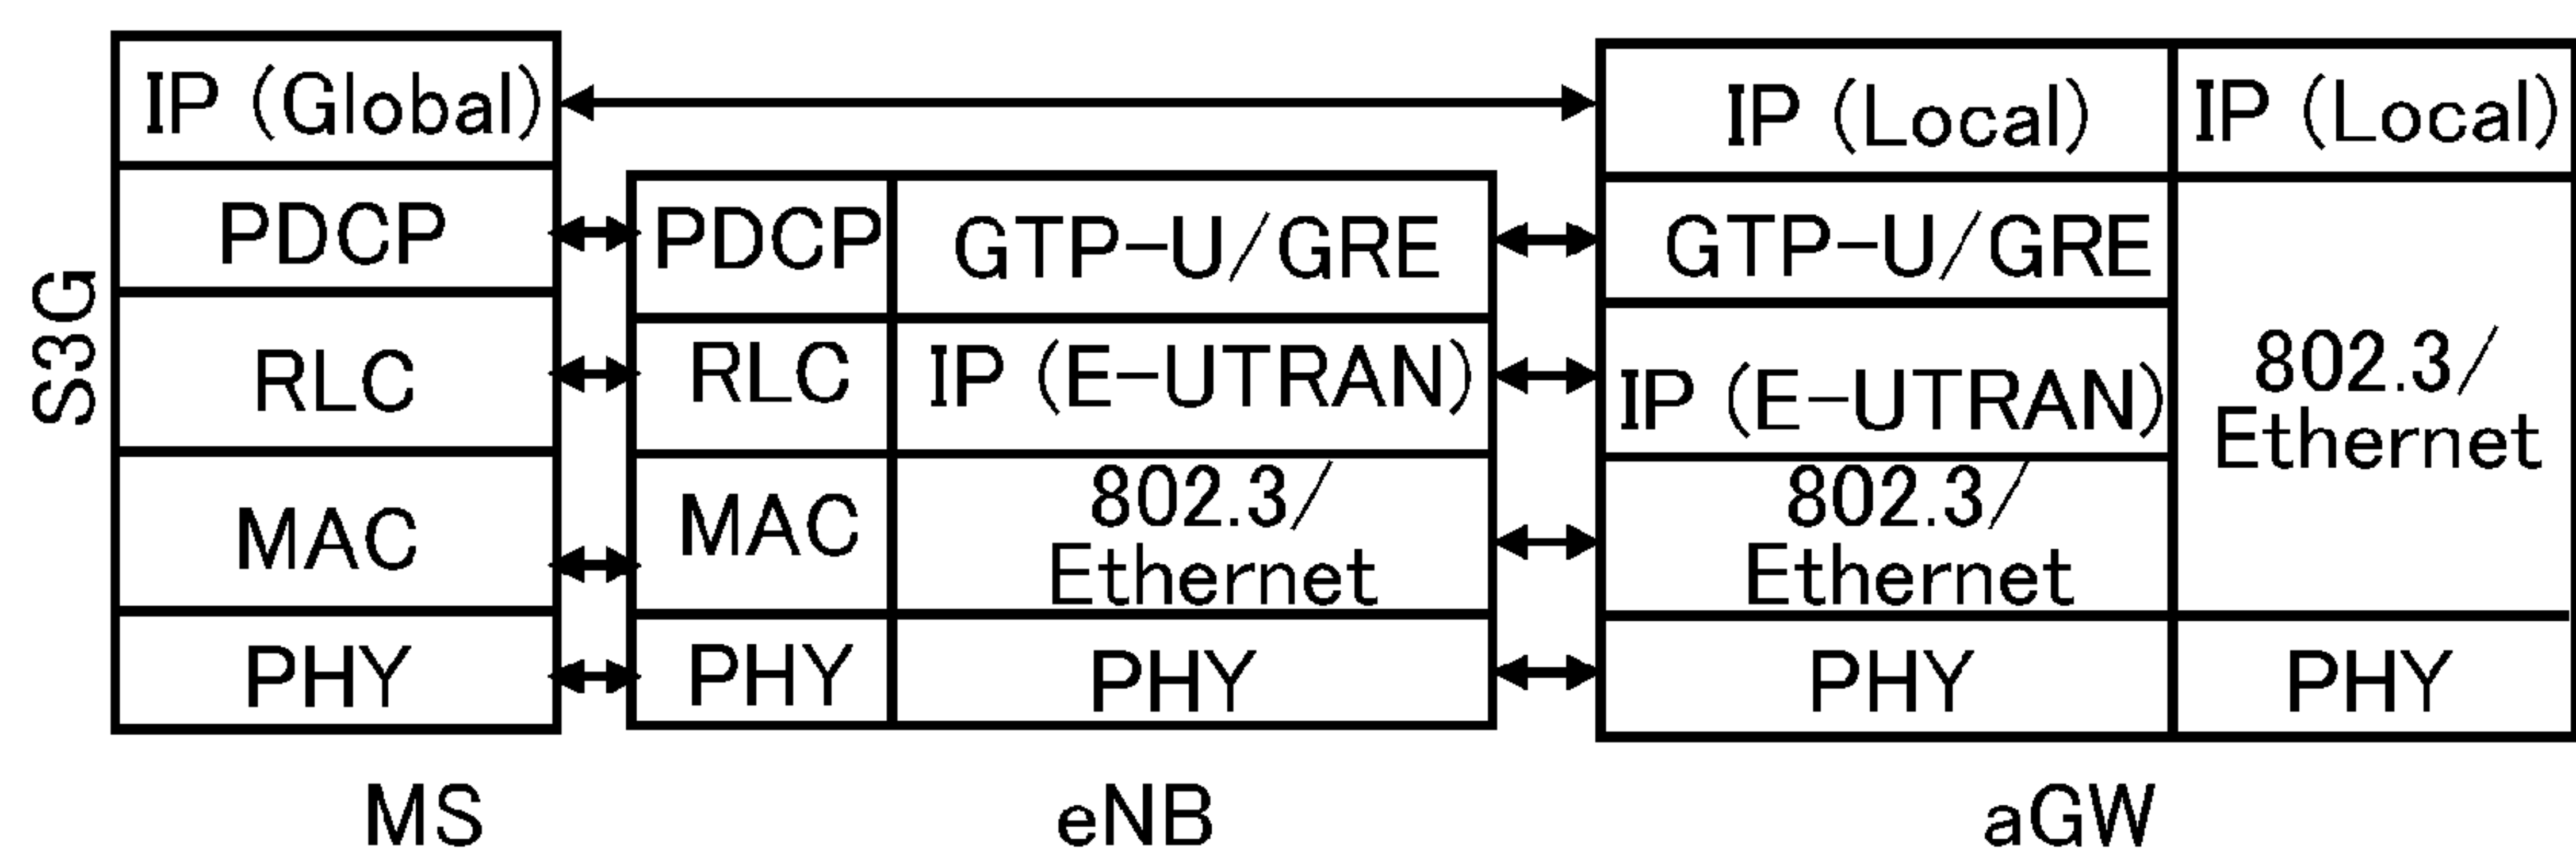 S3G
IP (Global)
PDCP
RLC
MAC
PHY
MS
PDCP
RLC
MAC
PHY
GTP-U/GRE
IP (E-UTRAN)
802.3/
Ethernet
PHY
eNB
IP (Local)
GTP-U/GRE
IP (E-UTRAN)
802.3/
Ethernet
PHY
IP (Local)
802.3/
Ethernet
PHY
aGW